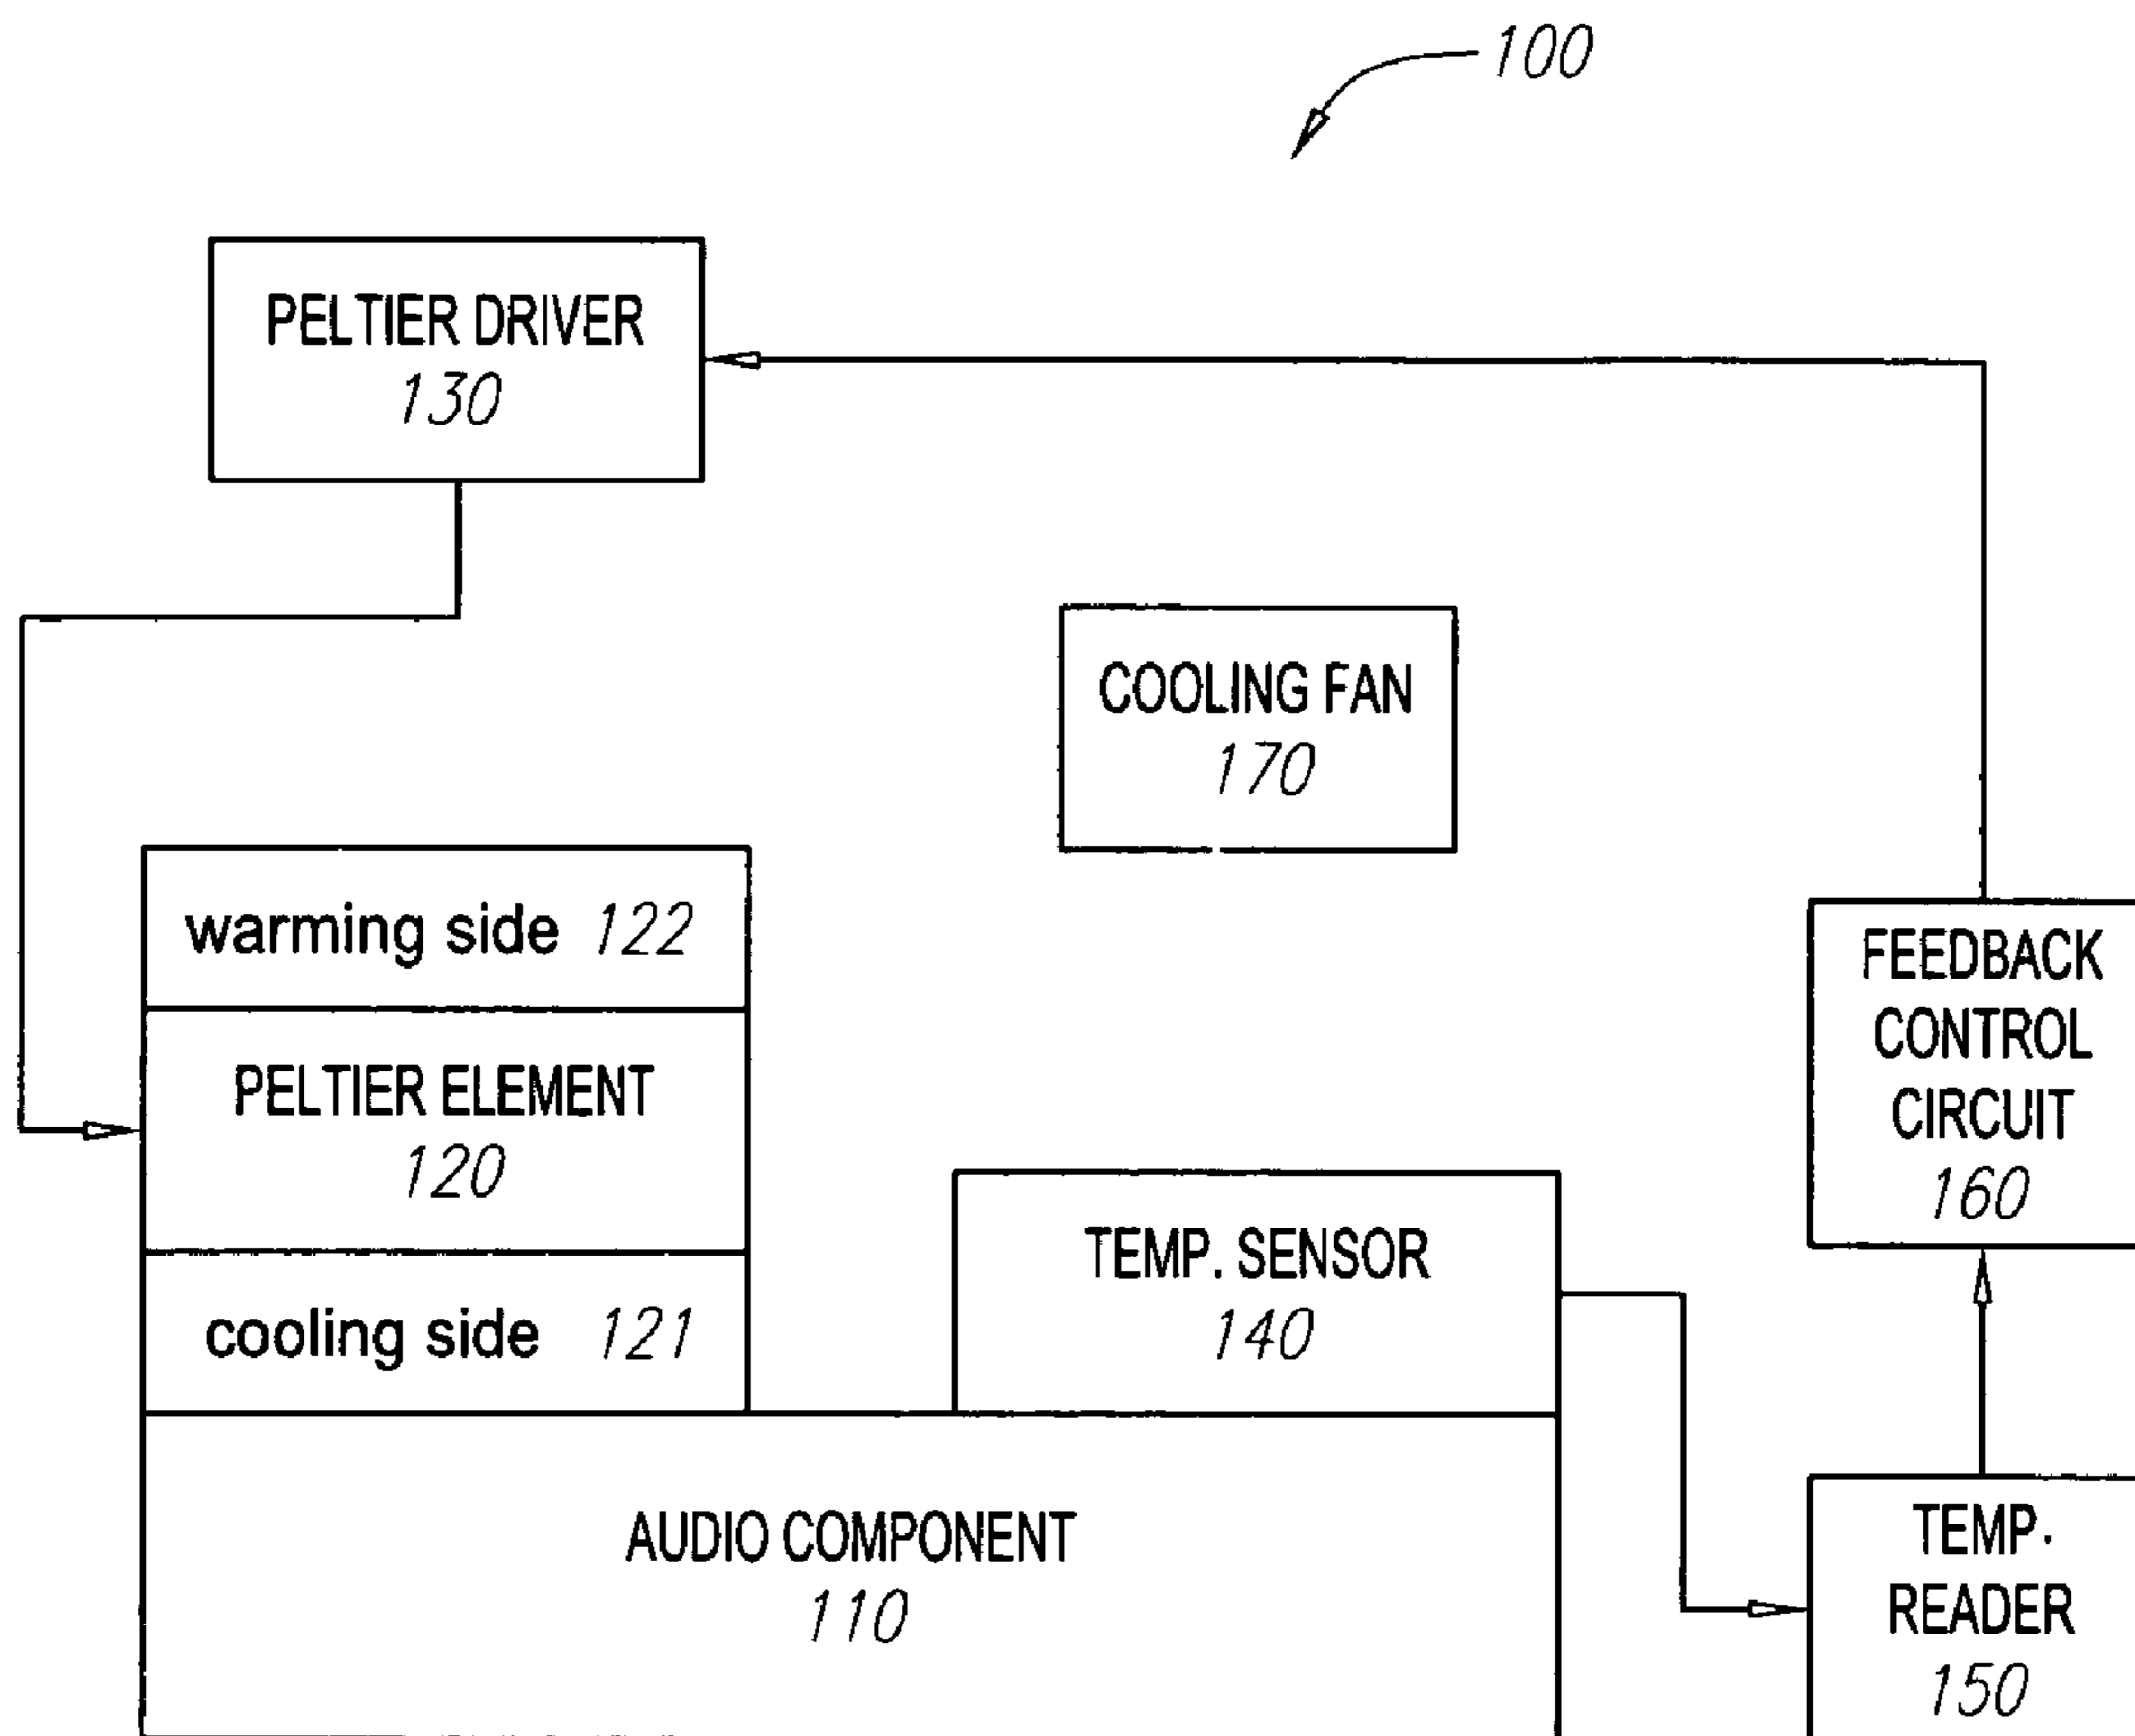 100
PELTIER DRIVER
130
COOLING FAN
170
warming side 122
PELTIER ELEMENT
120
cooling side 121
FEEDBACK
CONTROL
CIRCUIT
160
TEMP. SENSOR
140
AUDIO COMPONENT
110
TEMP.
READER
150